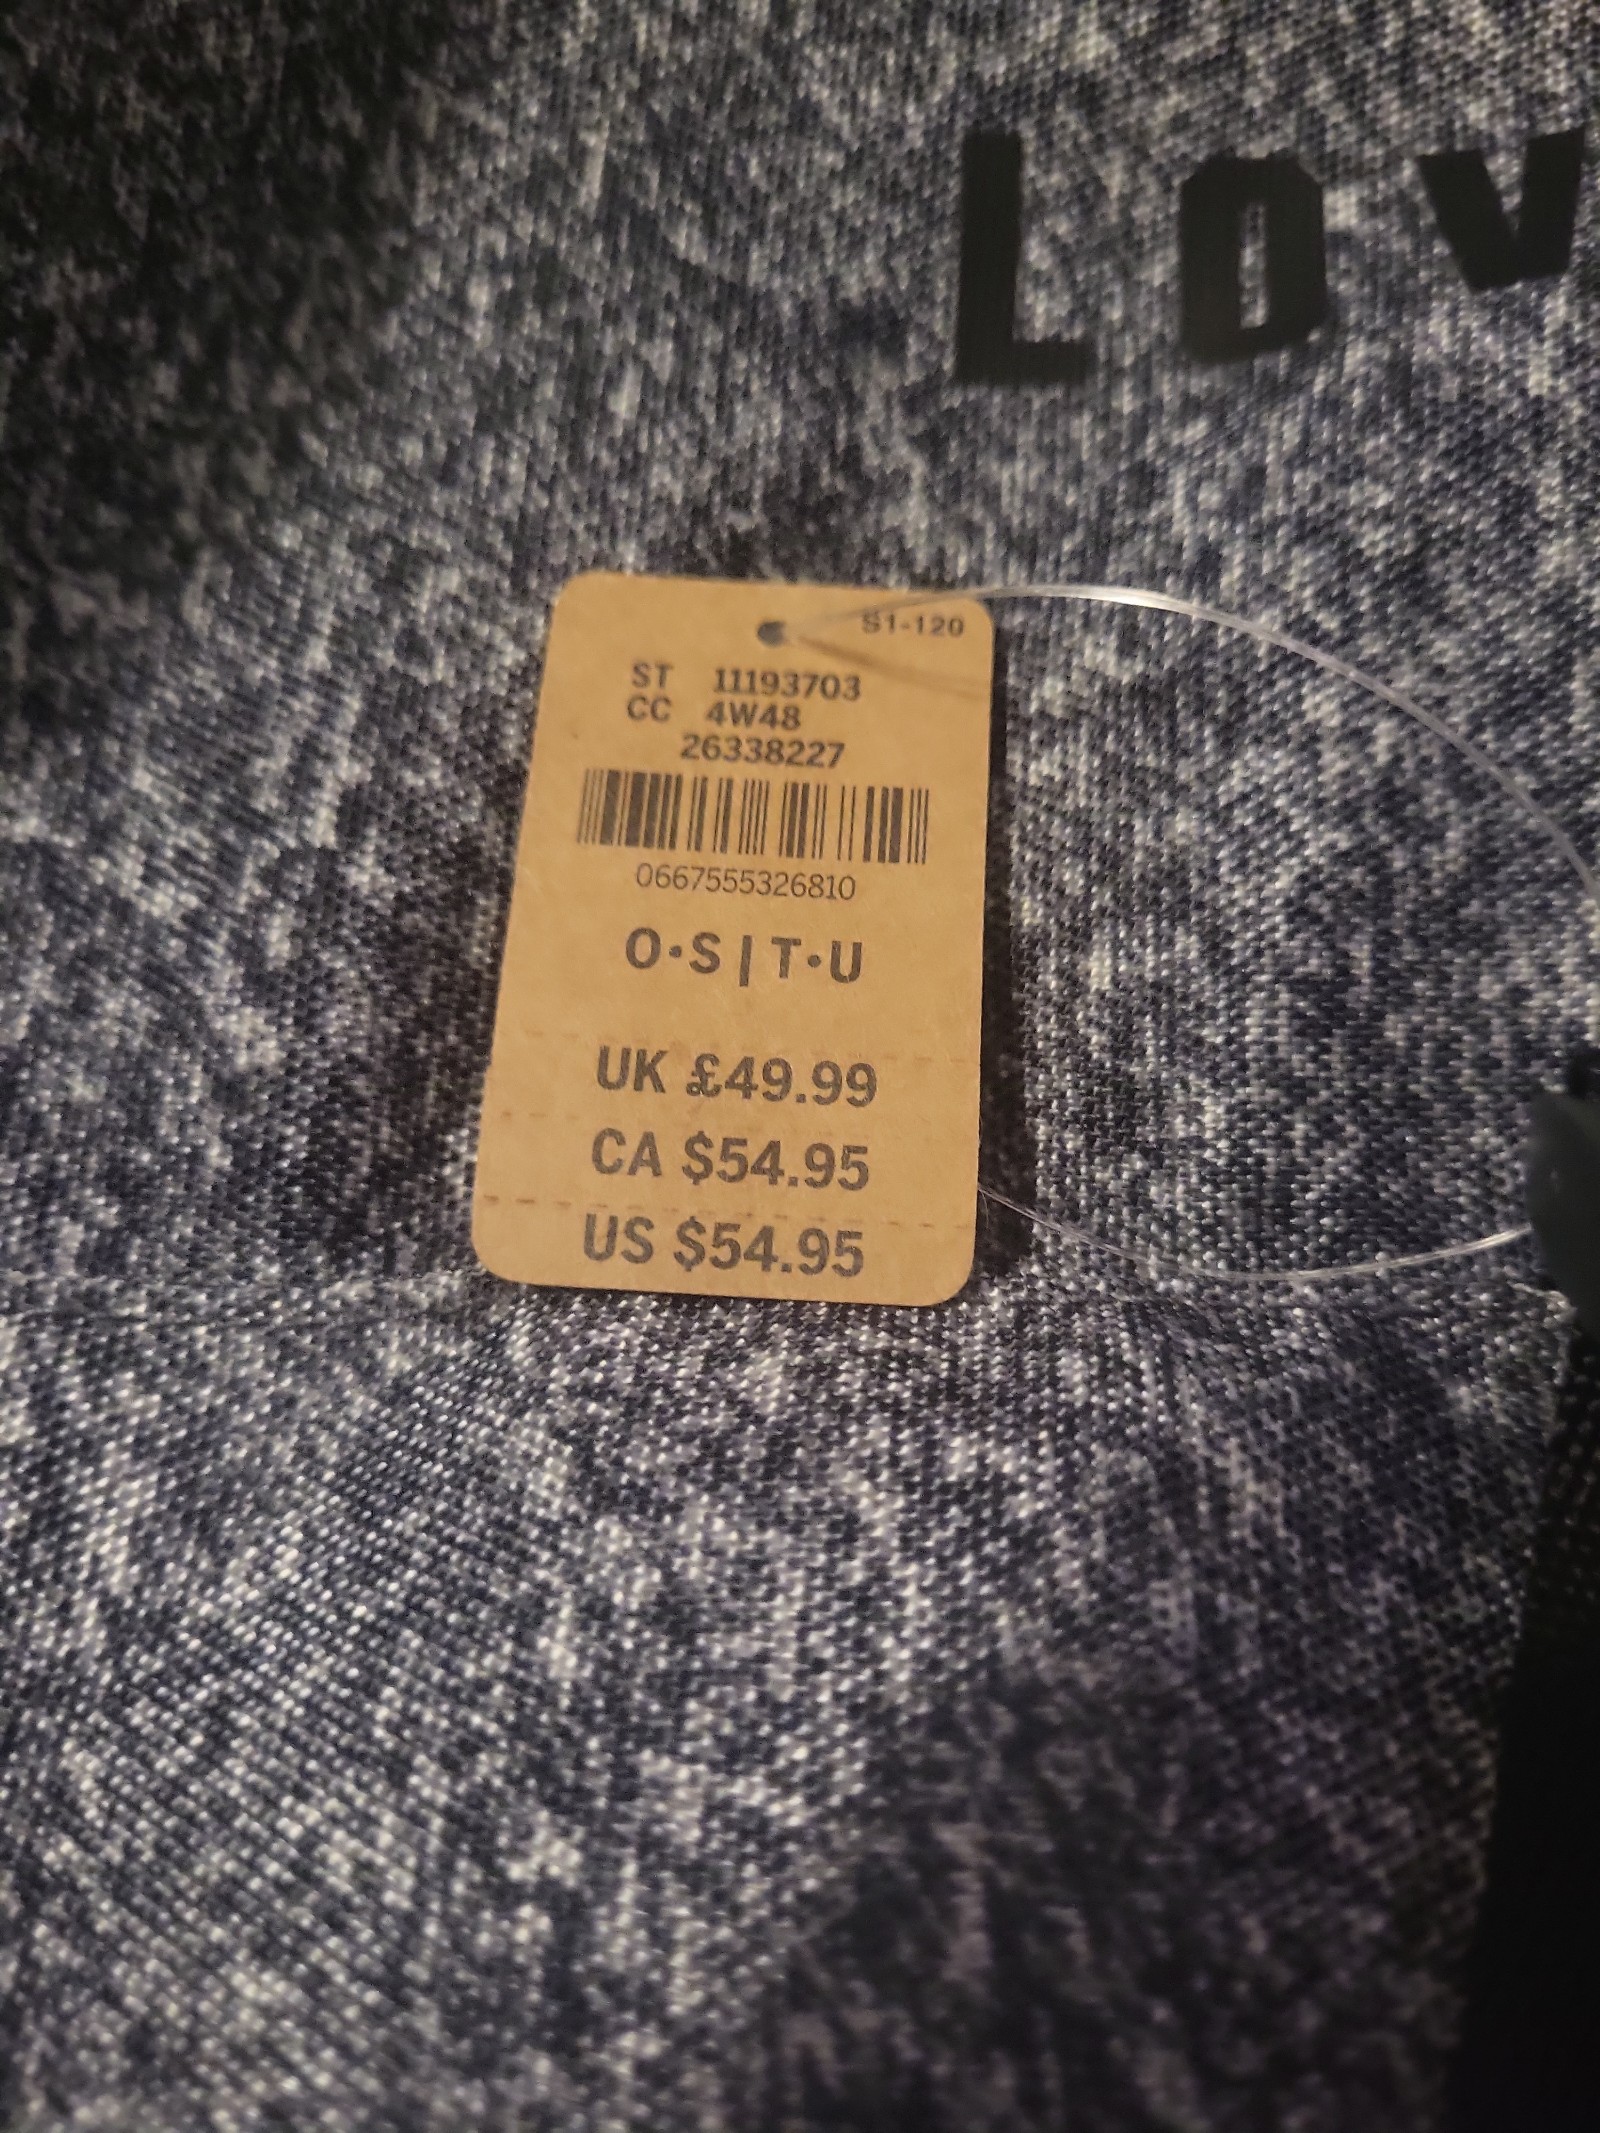 LOV
S1-120
ST 11193703
CC 4W48
26338227
0667555326810
O·S|T·U
UK £49.99
CA $54.95
US $54.95